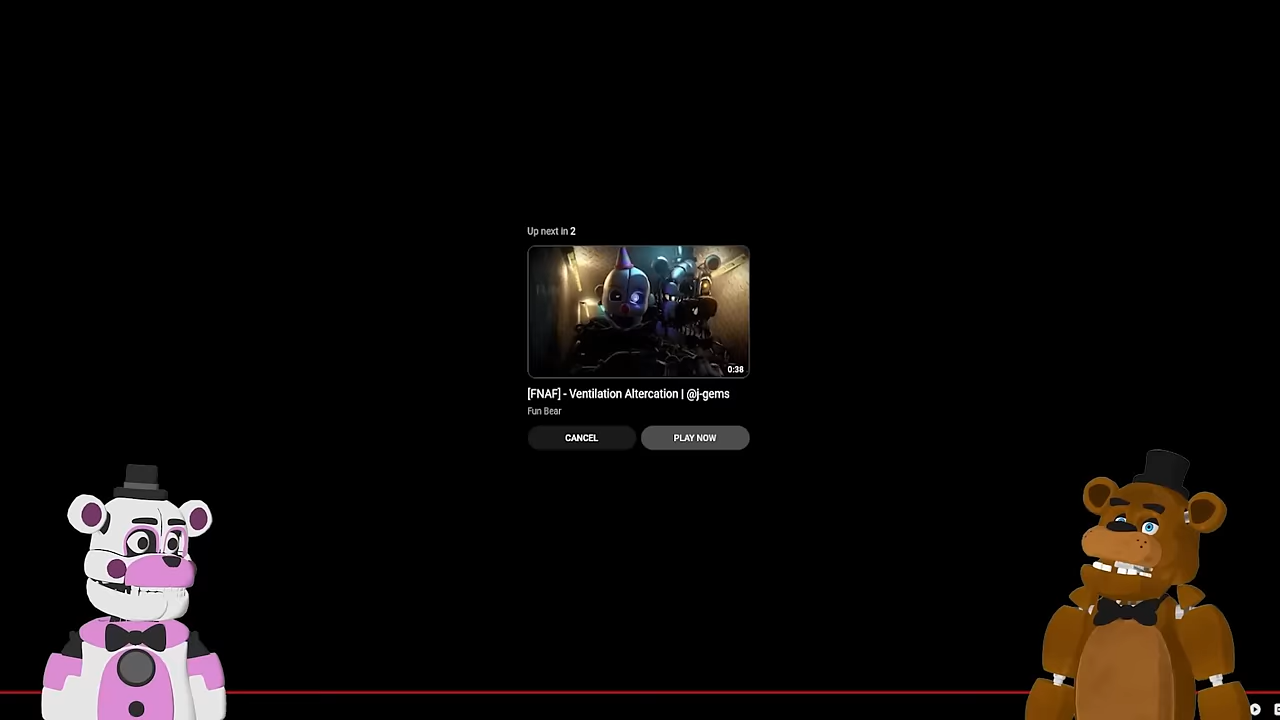 Up next in 2
0:38
[FNAF] - Ventilation Altercation | @j-gems
Fun Bear
CANCEL
PLAY NOW